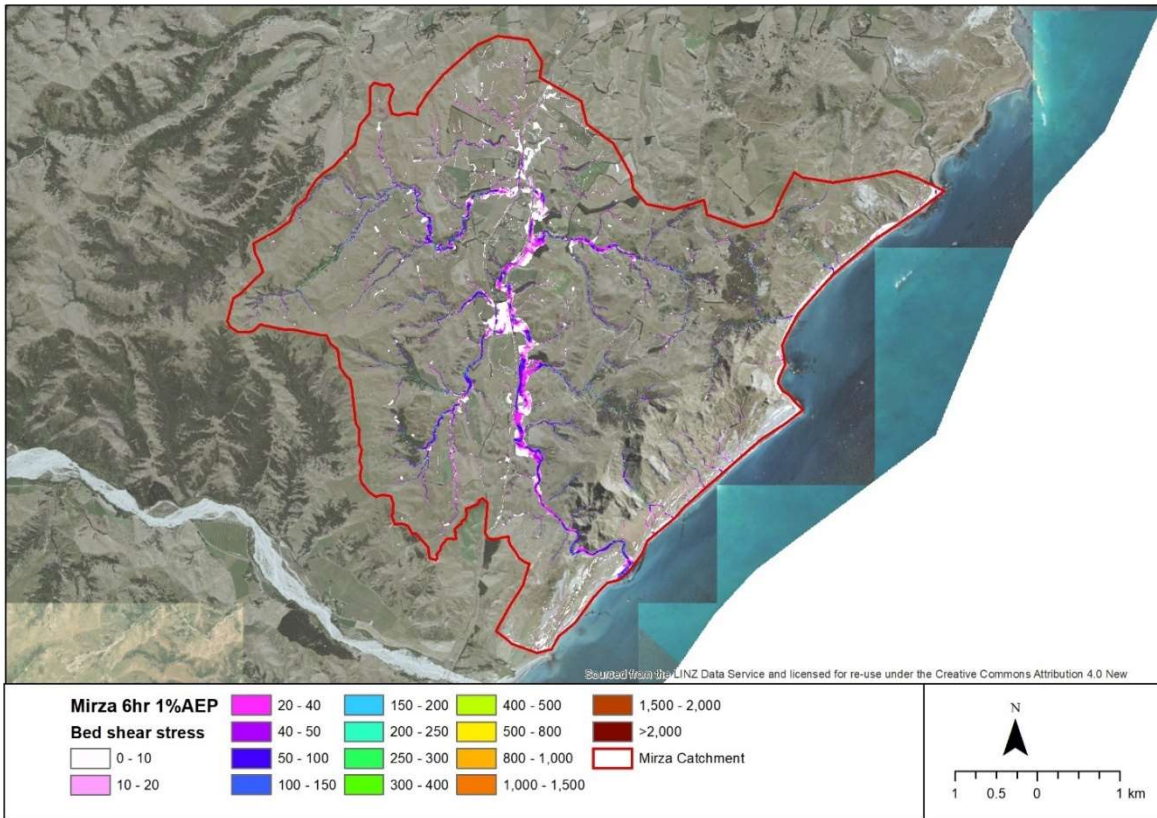 Sourced from the LINZ Data Service and licensed for re-use under the Creative Commons Attribution 4.0 New
Mirza 6hr 1%AEP
Bed shear stress
0 - 10
10 - 20
20 - 40
40 - 50
50 - 100
100 - 150
150 - 200
200 - 250
250 - 300
300 - 400
400 - 500
500 - 800
800 - 1,000
1,000 - 1,500
1,500 - 2,000
>2,000
Mirza Catchment
N
1 0.5 0 1 km